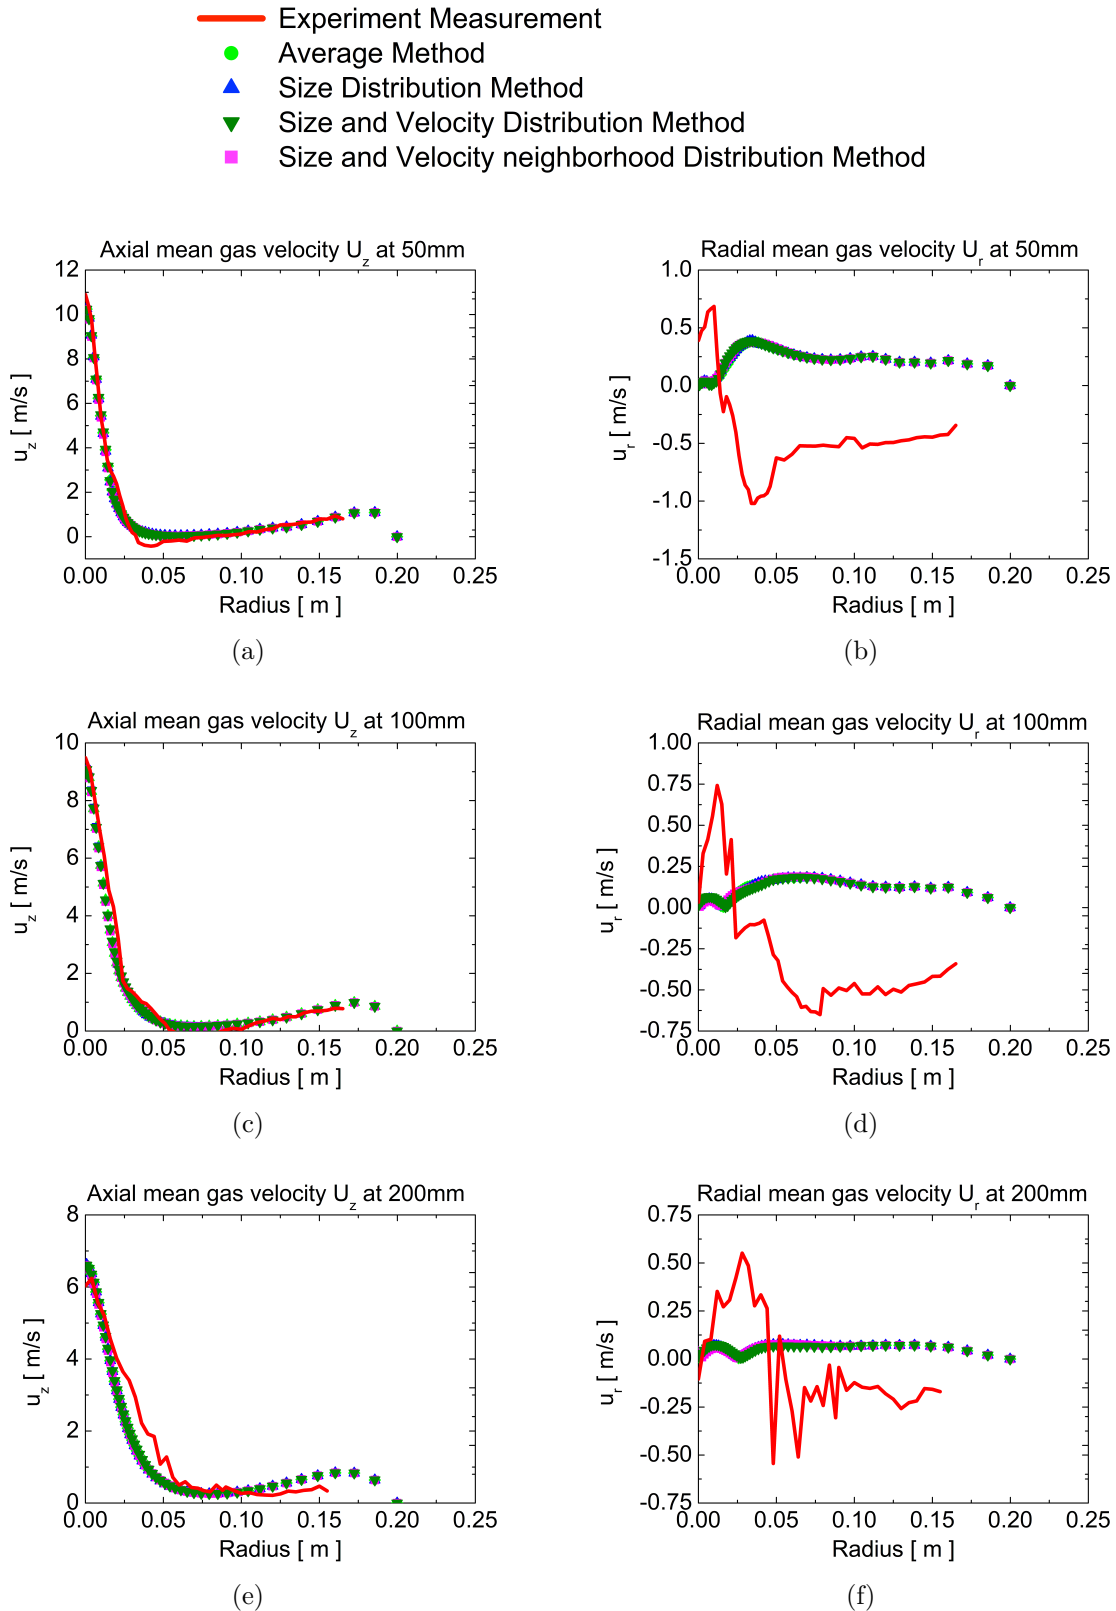 Experiment Measurement
Average Method
Size Distribution Method
Size and Velocity Distribution Method
Size and Velocity neighborhood Distribution Method
Axial mean gas velocity U_z at 50mm
12
10
8
6
4
2
0
u_z [ m/s ]
0.00 0.05 0.10 0.15 0.20 0.25
Radius [ m ]
(a)
Radial mean gas velocity U_r at 50mm
1.0
0.5
0.0
-0.5
-1.0
-1.5
u_r [ m/s ]
0.00 0.05 0.10 0.15 0.20 0.25
Radius [ m ]
(b)
Axial mean gas velocity U_z at 100mm
10
8
6
4
2
0
u_z [ m/s ]
0.00 0.05 0.10 0.15 0.20 0.25
Radius [ m ]
(c)
Radial mean gas velocity U_r at 100mm
1.00
0.75
0.50
0.25
0.00
-0.25
-0.50
-0.75
u_r [ m/s ]
0.00 0.05 0.10 0.15 0.20 0.25
Radius [ m ]
(d)
Axial mean gas velocity U_z at 200mm
8
6
4
2
0
u_z [ m/s ]
0.00 0.05 0.10 0.15 0.20 0.25
Radius [ m ]
(e)
Radial mean gas velocity U_r at 200mm
0.75
0.50
0.25
0.00
-0.25
-0.50
-0.75
u_r [ m/s ]
0.00 0.05 0.10 0.15 0.20 0.25
Radius [ m ]
(f)